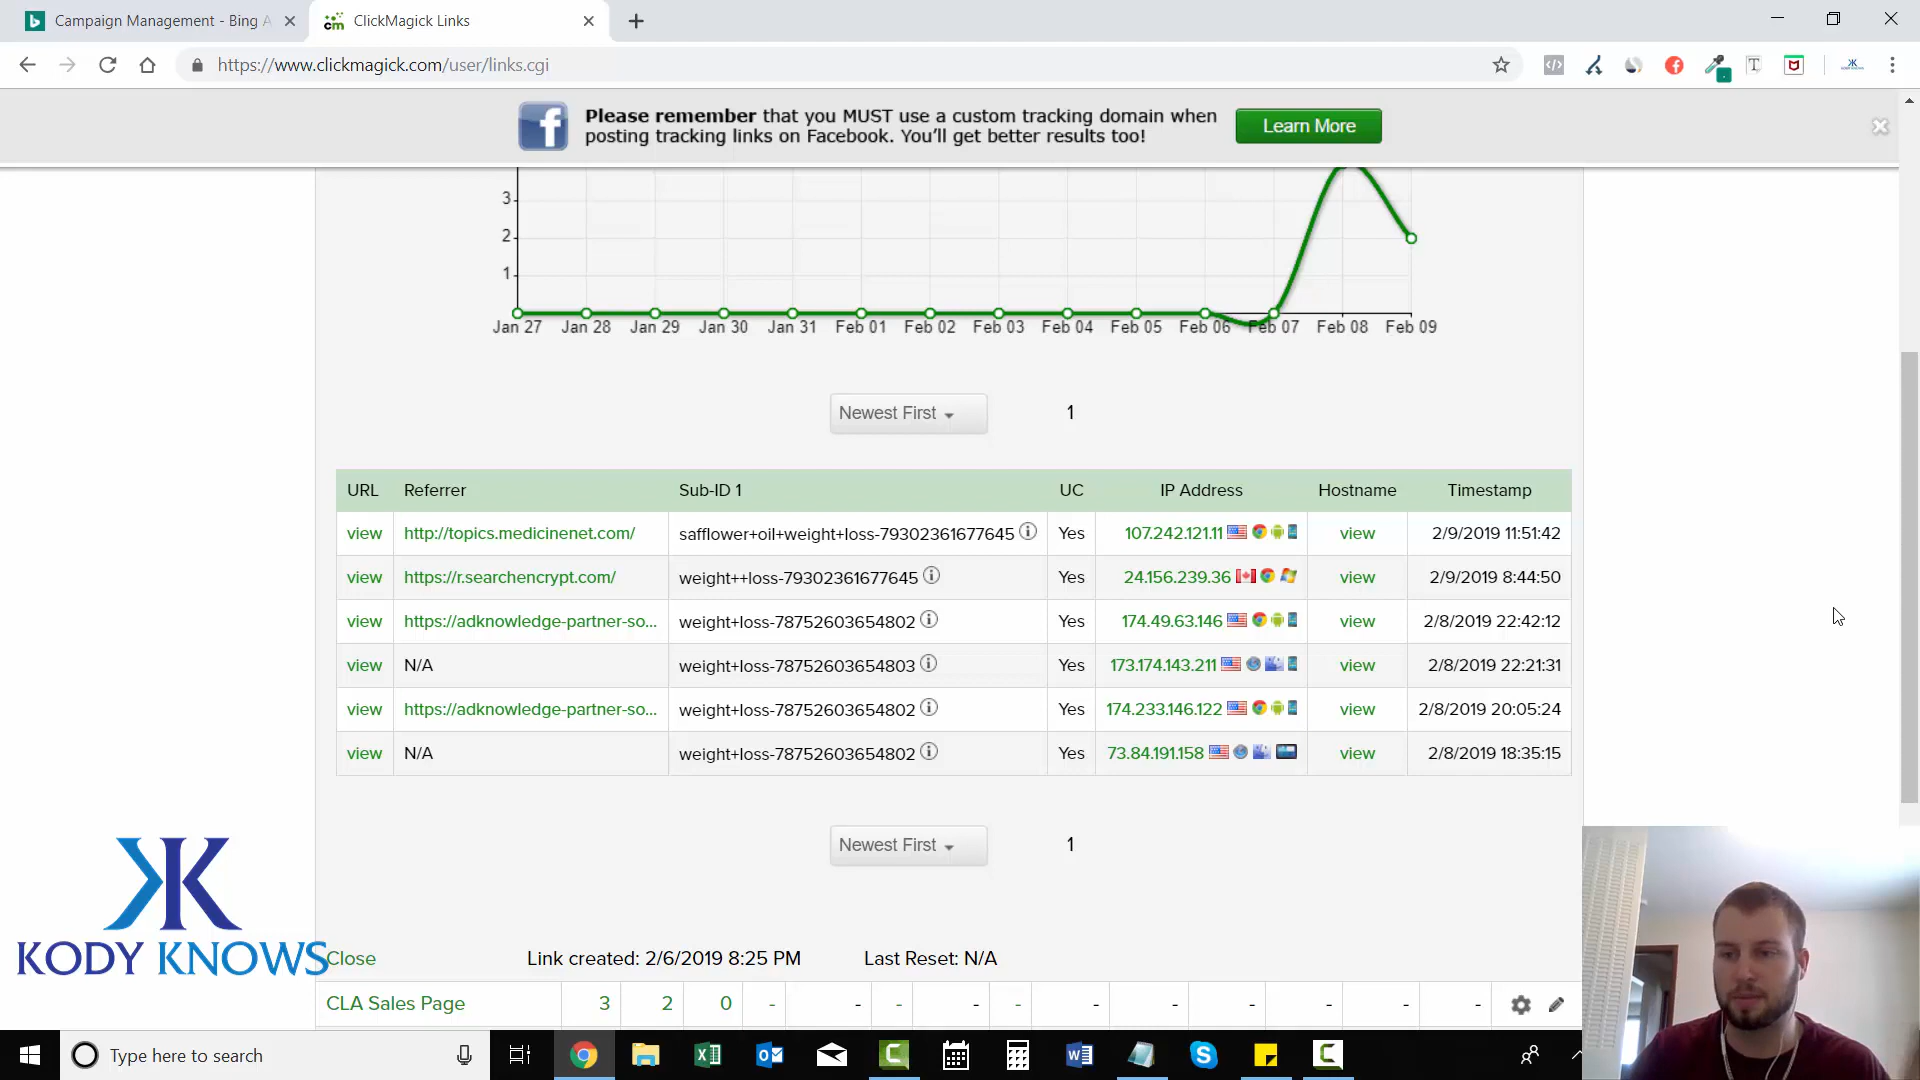 Campaign Management - Bing A
ClickMagick Links
https://www.clickmagick.com/user/links.cgi
Please remember that you MUST use a custom tracking domain when
posting tracking links on Facebook. You'll get better results too!
Learn More
3
2
1
Jan 27 Jan 28 Jan 29 Jan 30 Jan 31 Feb 01 Feb 02 Feb 03 Feb 04 Feb 05 Feb 06 Feb 07 Feb 08 Feb 09
Newest First 1
URL Referrer Sub-ID 1 UC IP Address Hostname Timestamp
view http://topics.medicinenet.com/ safflower+oil+weight+loss-79302361677645 Yes 107.242.121.11 view 2/9/2019 11:51:42
view https://r.searchencrypt.com/ weight++loss-79302361677645 Yes 24.156.239.36 view 2/9/2019 8:44:50
view https://adknowledge-partner-so... weight+loss-78752603654802 Yes 174.49.63.146 view 2/8/2019 22:42:12
view N/A weight+loss-78752603654803 Yes 173.174.143.211 view 2/8/2019 22:21:31
view https://adknowledge-partner-so... weight+loss-78752603654802 Yes 174.233.146.122 view 2/8/2019 20:05:24
view N/A weight+loss-78752603654802 Yes 73.84.191.158 view 2/8/2019 18:35:15
Newest First 1
KODY KNOWS
Close Link created: 2/6/2019 8:25 PM Last Reset: N/A
CLA Sales Page 3 2 0 - - - - - - - - - - -
Type here to search